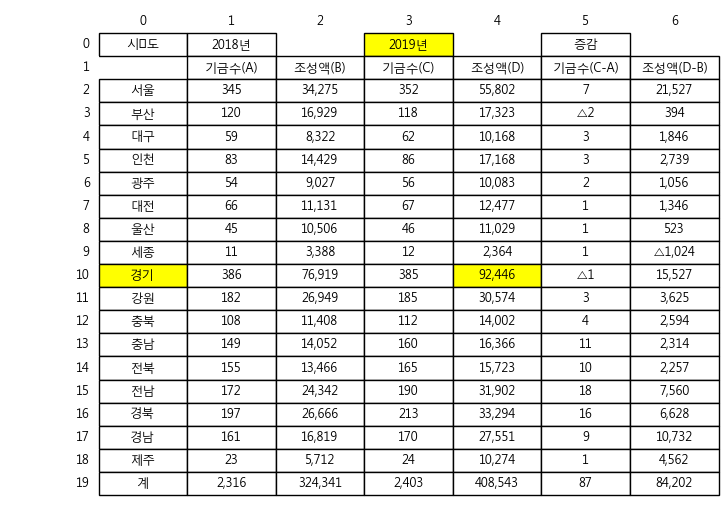 0 1 2 3 4 5 6
0 시□도 2018년 2019년 증감
1 기금수(A) 조성액(B) 기금수(C) 조성액(D) 기금수(C-A) 조성액(D-B)
2 서울 345 34,275 352 55,802 7 21,527
3 부산 120 16,929 118 17,323 △2 394
4 대구 59 8,322 62 10,168 3 1,846
5 인천 83 14,429 86 17,168 3 2,739
6 광주 54 9,027 56 10,083 2 1,056
7 대전 66 11,131 67 12,477 1 1,346
8 울산 45 10,506 46 11,029 1 523
9 세종 11 3,388 12 2,364 1 △1,024
10 경기 386 76,919 385 92,446 △1 15,527
11 강원 182 26,949 185 30,574 3 3,625
12 충북 108 11,408 112 14,002 4 2,594
13 충남 149 14,052 160 16,366 11 2,314
14 전북 155 13,466 165 15,723 10 2,257
15 전남 172 24,342 190 31,902 18 7,560
16 경북 197 26,666 213 33,294 16 6,628
17 경남 161 16,819 170 27,551 9 10,732
18 제주 23 5,712 24 10,274 1 4,562
19 계 2,316 324,341 2,403 408,543 87 84,202